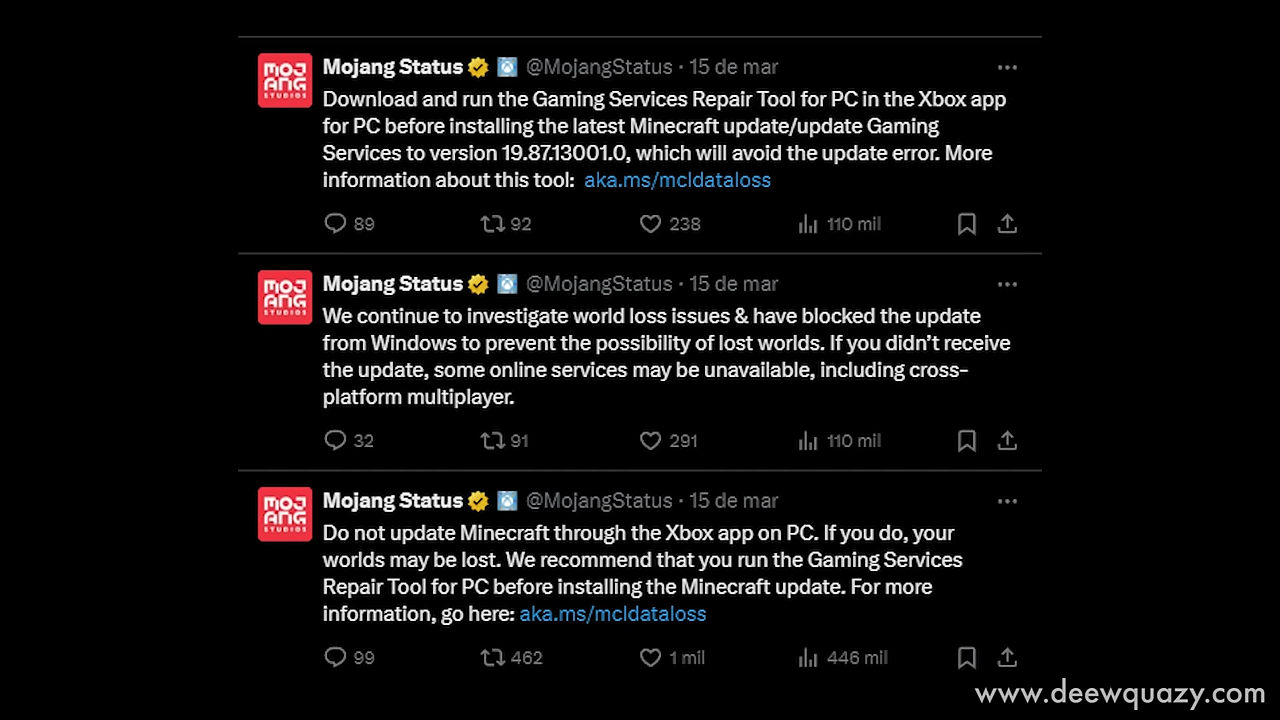 MOJANG STUDIOS
Mojang Status @MojangStatus · 15 de mar
Download and run the Gaming Services Repair Tool for PC in the Xbox app
for PC before installing the latest Minecraft update/update Gaming
Services to version 19.87.13001.0, which will avoid the update error. More
information about this tool: aka.ms/mcldataloss
89 92 238 110 mil
MOJANG STUDIOS
Mojang Status @MojangStatus · 15 de mar
We continue to investigate world loss issues & have blocked the update
from Windows to prevent the possibility of lost worlds. If you didn’t receive
the update, some online services may be unavailable, including cross-
platform multiplayer.
32 91 291 110 mil
MOJANG STUDIOS
Mojang Status @MojangStatus · 15 de mar
Do not update Minecraft through the Xbox app on PC. If you do, your
worlds may be lost. We recommend that you run the Gaming Services
Repair Tool for PC before installing the Minecraft update. For more
information, go here: aka.ms/mcldataloss
99 462 1 mil 446 mil
www.deewquazy.com